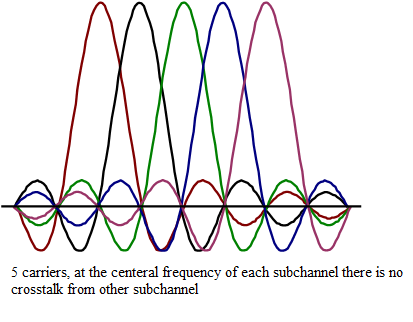 5 carriers, at the centeral frequency of each subchannel there is no
crosstalk from other subchannel